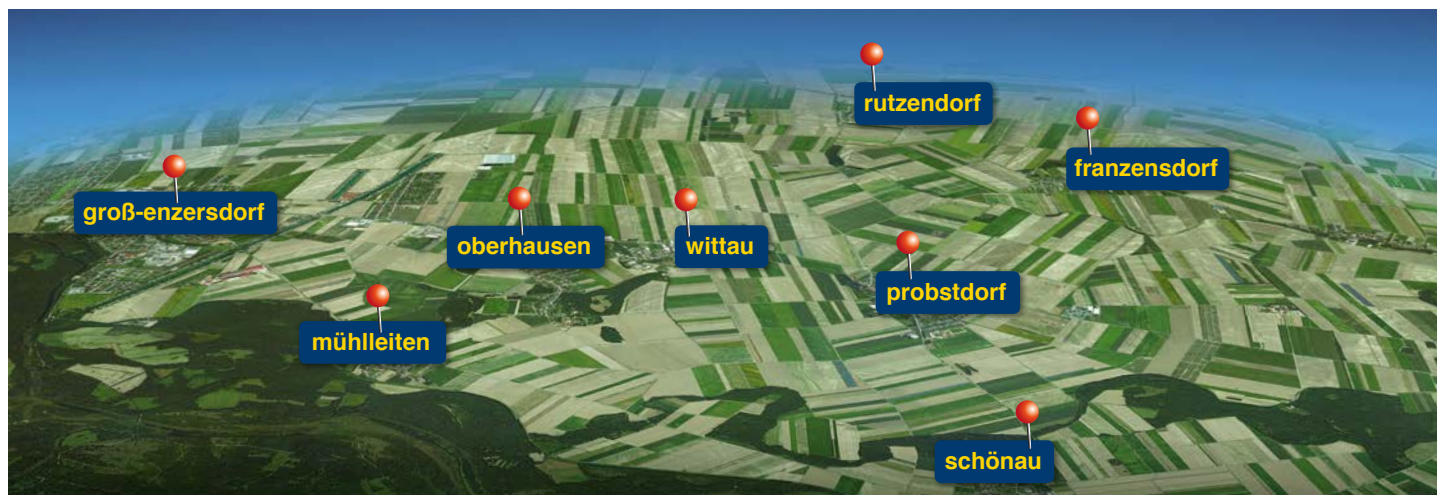 rutzendorf
franzensdorf
groß-enzersdorf
oberhausen
wittau
probstdorf
mühlleiten
schönau